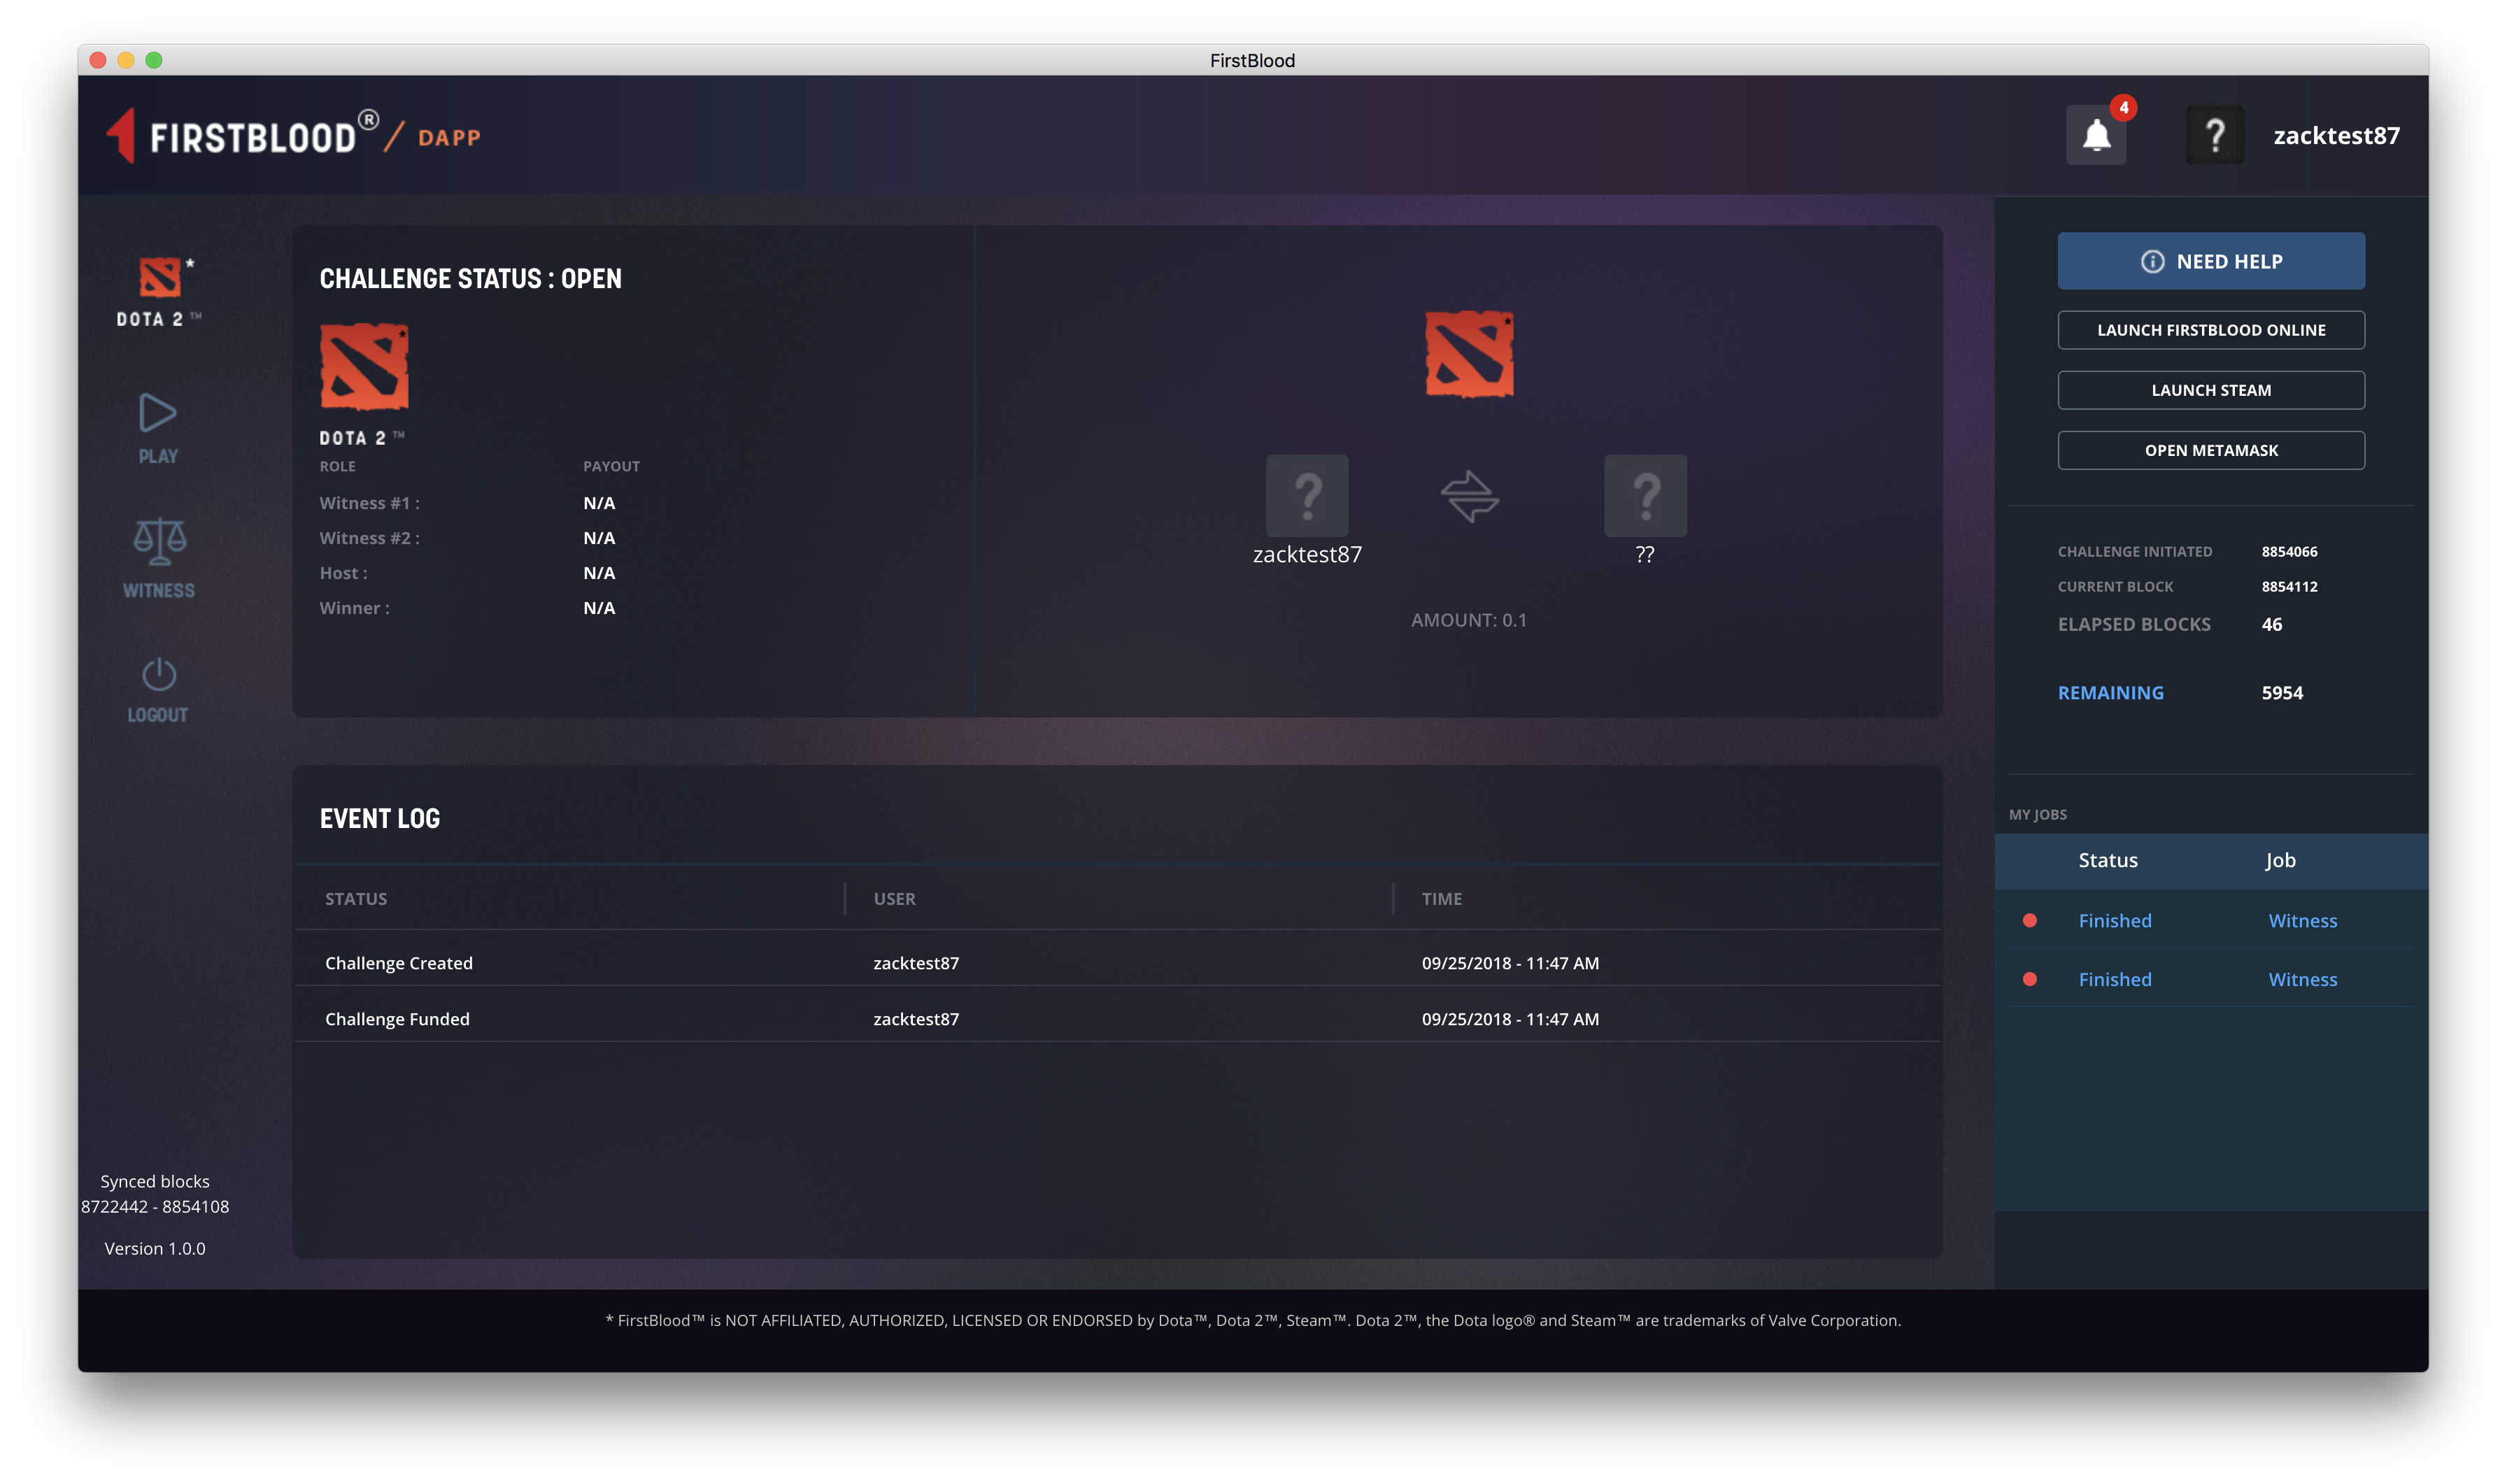 FirstBlood
FIRSTBLOOD® / DAPP
4
?
zacktest87
*
DOTA 2 ™
PLAY
WITNESS
LOGOUT
Synced blocks
8722442 - 8854108
Version 1.0.0
CHALLENGE STATUS : OPEN
DOTA 2 ™
ROLE PAYOUT
Witness #1 : N/A
Witness #2 : N/A
Host : N/A
Winner : N/A
? ?
zacktest87 ??
AMOUNT: 0.1
EVENT LOG
STATUS USER TIME
Challenge Created zacktest87 09/25/2018 - 11:47 AM
Challenge Funded zacktest87 09/25/2018 - 11:47 AM
NEED HELP
LAUNCH FIRSTBLOOD ONLINE
LAUNCH STEAM
OPEN METAMASK
CHALLENGE INITIATED 8854066
CURRENT BLOCK 8854112
ELAPSED BLOCKS 46
REMAINING 5954
MY JOBS
Status Job
Finished Witness
Finished Witness
* FirstBlood™ is NOT AFFILIATED, AUTHORIZED, LICENSED OR ENDORSED by Dota™, Dota 2™, Steam™. Dota 2™, the Dota logo® and Steam™ are trademarks of Valve Corporation.